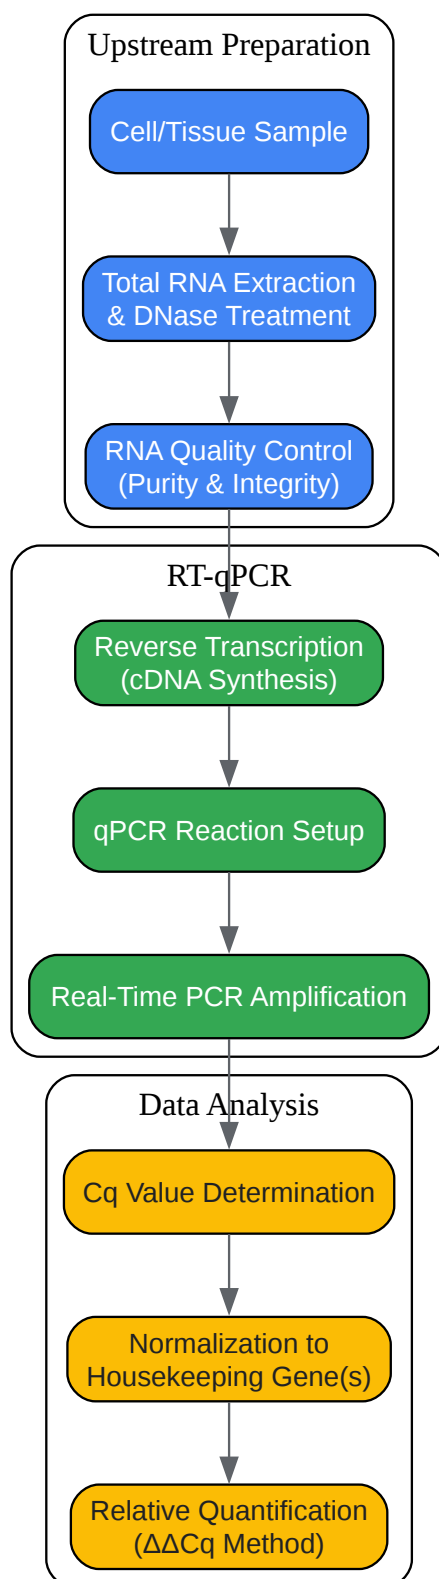 Upstream Preparation
Cell/Tissue Sample
Total RNA Extraction
& DNase Treatment
RNA Quality Control
(Purity & Integrity)
RT-qPCR
Reverse Transcription
(cDNA Synthesis)
qPCR Reaction Setup
Real-Time PCR Amplification
Data Analysis
Cq Value Determination
Normalization to
Housekeeping Gene(s)
Relative Quantification
(ΔΔCq Method)